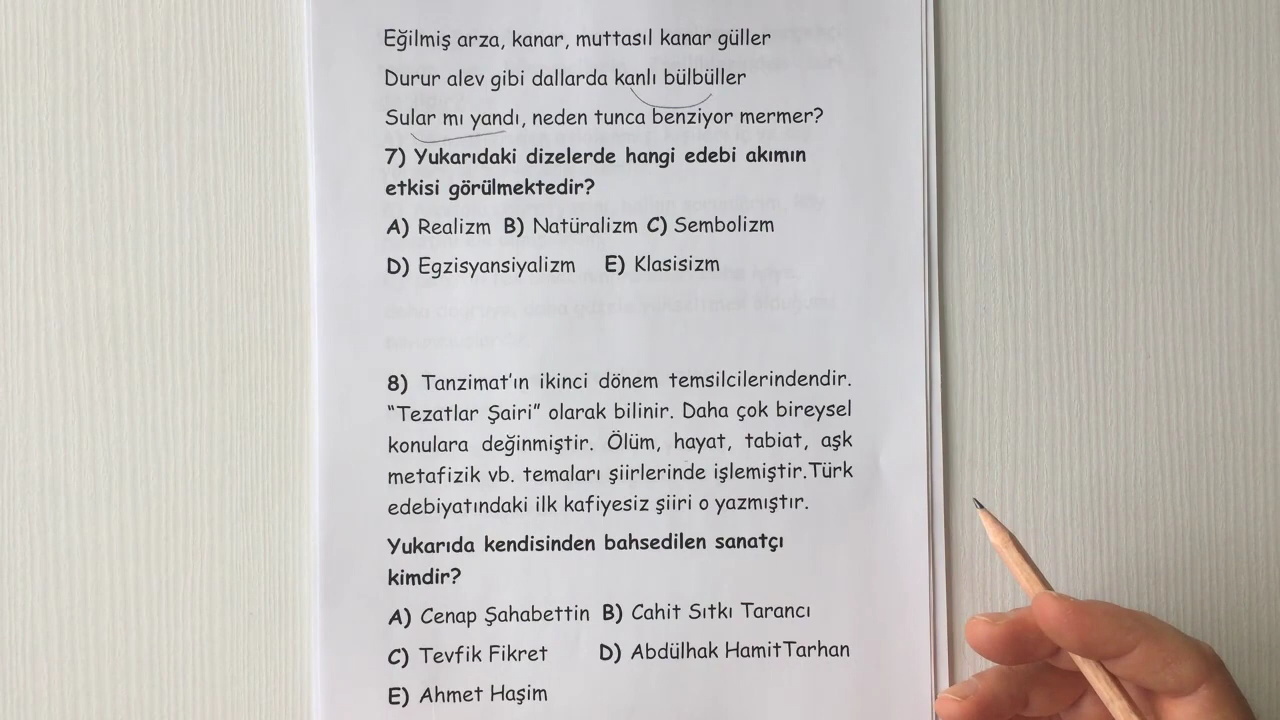 Eğilmiş arza, kanar, muttasıl kanar güller
Durur alev gibi dallarda kanlı bülbüller
Sular mı yandı, neden tunca benziyor mermer?
7) Yukarıdaki dizelerde hangi edebi akımın
etkisi görülmektedir?
A) Realizm B) Natüralizm C) Sembolizm
D) Egzisyansiyalizm E) Klasisizm
8) Tanzimat'ın ikinci dönem temsilcilerindendir.
"Tezatlar Şairi" olarak bilinir. Daha çok bireysel
konulara değinmiştir. Ölüm, hayat, tabiat, aşk
metafizik vb. temaları şiirlerinde işlemiştir.Türk
edebiyatındaki ilk kafiyesiz şiiri o yazmıştır.
Yukarıda kendisinden bahsedilen sanatçı
kimdir?
A) Cenap Şahabettin B) Cahit Sıtkı Tarancı
C) Tevfik Fikret D) Abdülhak HamitTarhan
E) Ahmet Haşim